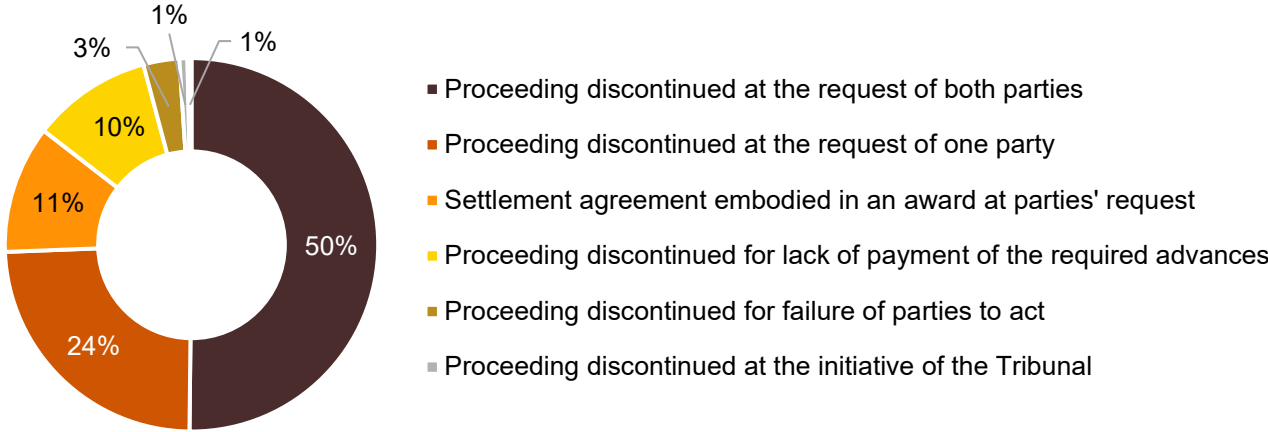 1%
3%
1%
10%
11%
50%
24%
Proceeding discontinued at the request of both parties
Proceeding discontinued at the request of one party
Settlement agreement embodied in an award at parties' request
Proceeding discontinued for lack of payment of the required advances
Proceeding discontinued for failure of parties to act
Proceeding discontinued at the initiative of the Tribunal